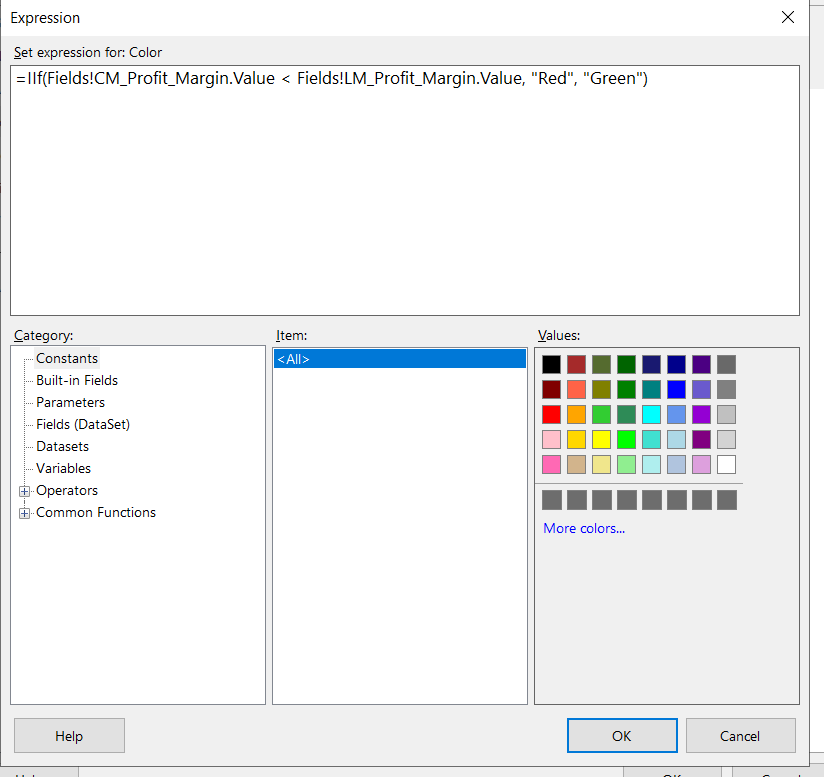 Expression
Set expression for: Color
=IIf(Fields!CM_Profit_Margin.Value < Fields!LM_Profit_Margin.Value, "Red", "Green")
Category:
Constants
Built-in Fields
Parameters
Fields (DataSet)
Datasets
Variables
Operators
Common Functions
Item:
<All>
Values:
More colors...
Help
OK
Cancel